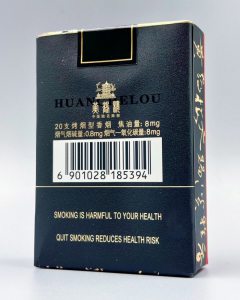 HUANGHELOU
黄鹤楼
20支烤烟型香烟 焦油量: 8mg
烟气烟碱量:0.8mg 烟气一氧化碳量:8mg
6 901028 185394
SMOKING IS HARMFUL TO YOUR HEALTH
QUIT SMOKING REDUCES HEALTH RISK